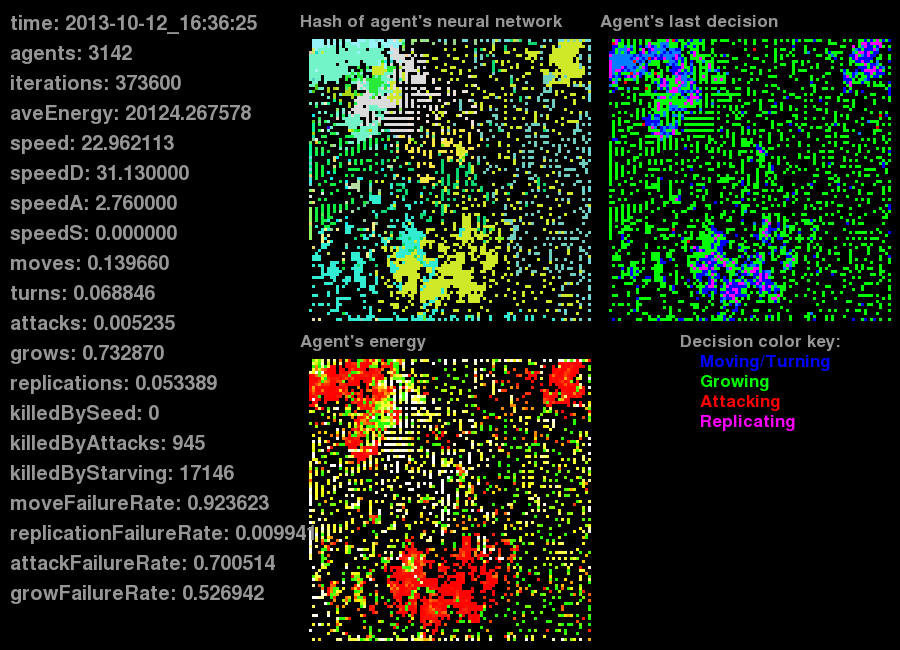 time: 2013-10-12_16:36:25
agents: 3142
iterations: 373600
aveEnergy: 20124.267578
speed: 22.962113
speedD: 31.130000
speedA: 2.760000
speedS: 0.000000
moves: 0.139660
turns: 0.068846
attacks: 0.005235
grows: 0.732870
replications: 0.053389
killedBySeed: 0
killedByAttacks: 945
killedByStarving: 17146
moveFailureRate: 0.923623
replicationFailureRate: 0.009941
attackFailureRate: 0.700514
growFailureRate: 0.526942
Hash of agent's neural network
Agent's last decision
Agent's energy
Decision color key:
Moving/Turning
Growing
Attacking
Replicating